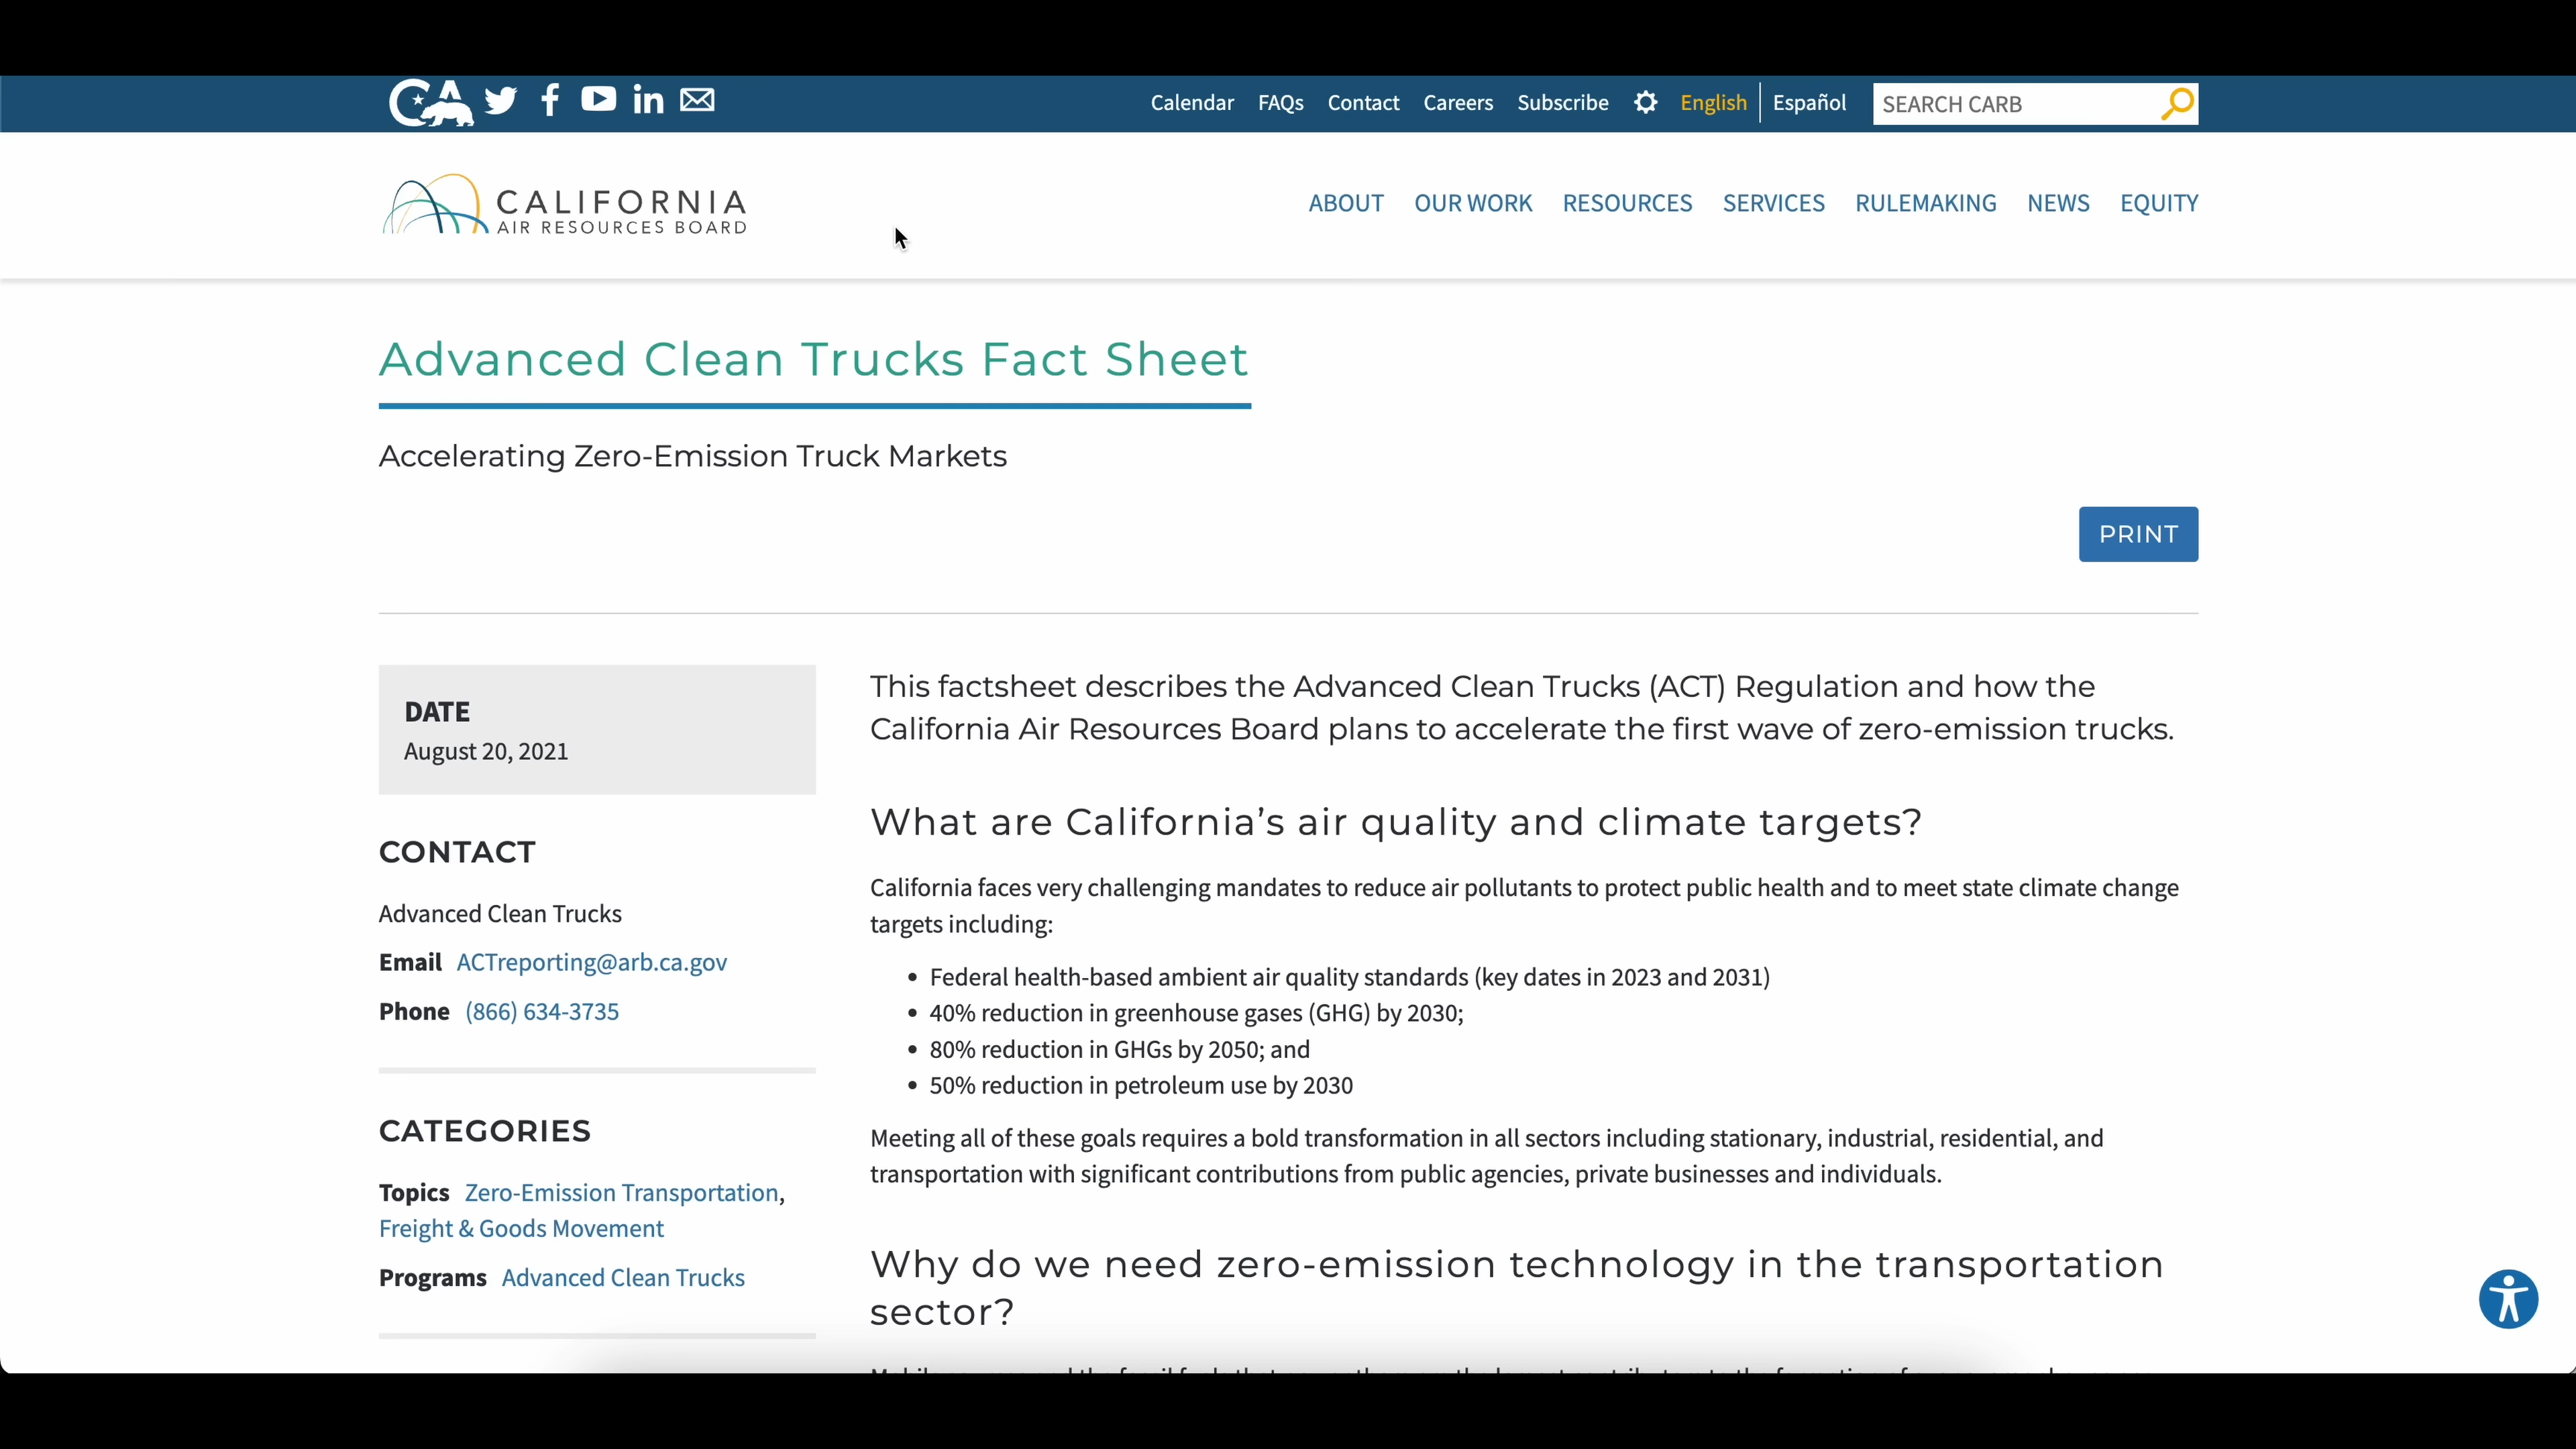 CA
Calendar FAQs Contact Careers Subscribe English Español SEARCH CARB
CALIFORNIA
AIR RESOURCES BOARD
ABOUT OUR WORK RESOURCES SERVICES RULEMAKING NEWS EQUITY
Advanced Clean Trucks Fact Sheet
Accelerating Zero-Emission Truck Markets
PRINT
DATE
August 20, 2021
CONTACT
Advanced Clean Trucks
Email ACTreporting@arb.ca.gov
Phone (866) 634-3735
CATEGORIES
Topics Zero-Emission Transportation,
Freight & Goods Movement
Programs Advanced Clean Trucks
This factsheet describes the Advanced Clean Trucks (ACT) Regulation and how the
California Air Resources Board plans to accelerate the first wave of zero-emission trucks.
What are California’s air quality and climate targets?
California faces very challenging mandates to reduce air pollutants to protect public health and to meet state climate change
targets including:
• Federal health-based ambient air quality standards (key dates in 2023 and 2031)
• 40% reduction in greenhouse gases (GHG) by 2030;
• 80% reduction in GHGs by 2050; and
• 50% reduction in petroleum use by 2030
Meeting all of these goals requires a bold transformation in all sectors including stationary, industrial, residential, and
transportation with significant contributions from public agencies, private businesses and individuals.
Why do we need zero-emission technology in the transportation
sector?